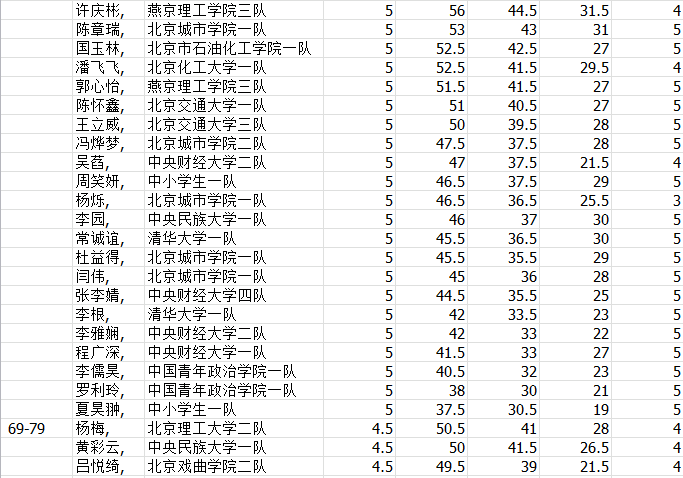 许庆彬, 燕京理工学院三队 5 56 44.5 31.5 4
陈章瑞, 北京城市学院一队 5 53 43 31 5
国玉林, 北京市石油化工学院一队 5 52.5 42.5 27 5
潘飞飞, 北京化工大学一队 5 52.5 41.5 29.5 4
郭心怡, 燕京理工学院三队 5 51.5 41.5 27 5
陈怀鑫, 北京交通大学一队 5 51 40.5 27 5
王立威, 北京交通大学三队 5 50 39.5 28 5
冯烨梦, 北京城市学院二队 5 47.5 37.5 28 5
吴萏, 中央财经大学二队 5 47 37.5 21.5 4
周笑妍, 中小学生一队 5 46.5 37.5 29 5
杨烁, 北京城市学院一队 5 46.5 36.5 25.5 3
李园, 中央民族大学一队 5 46 37 30 5
常诚谊, 清华大学一队 5 45.5 36.5 30 5
杜益得, 北京城市学院一队 5 45.5 35.5 29 5
闫伟, 北京城市学院一队 5 45 36 28 5
张李婧, 中央财经大学四队 5 44.5 35.5 25 5
李根, 清华大学一队 5 42 33.5 23 5
李雅娴, 中央财经大学二队 5 42 33 22 5
程广深, 中央财经大学一队 5 41.5 33 27 5
李儒昊, 中国青年政治学院一队 5 40.5 32 23 5
罗利玲, 中国青年政治学院一队 5 38 30 21 5
夏昊翀, 中小学生一队 5 37.5 30.5 19 5
69-79 杨梅, 北京理工大学二队 4.5 50.5 41 28 4
黄彩云, 中央民族大学一队 4.5 50 41.5 26.5 4
吕悦绮, 北京戏曲学院二队 4.5 49.5 39 21.5 4